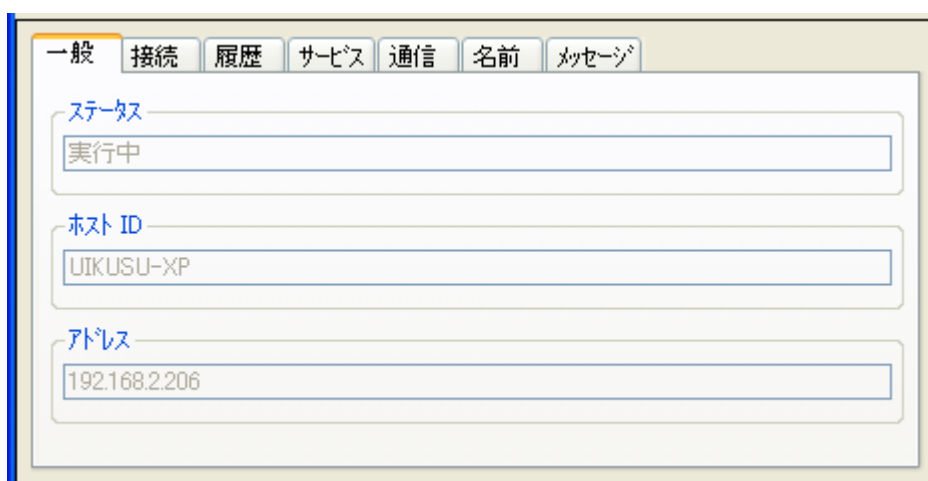 一般 接続 履歴 サービス 通信 名前 メッセージ
ステータス
実行中
ホスト ID
UIKUSU-XP
アドレス
192.168.2.206